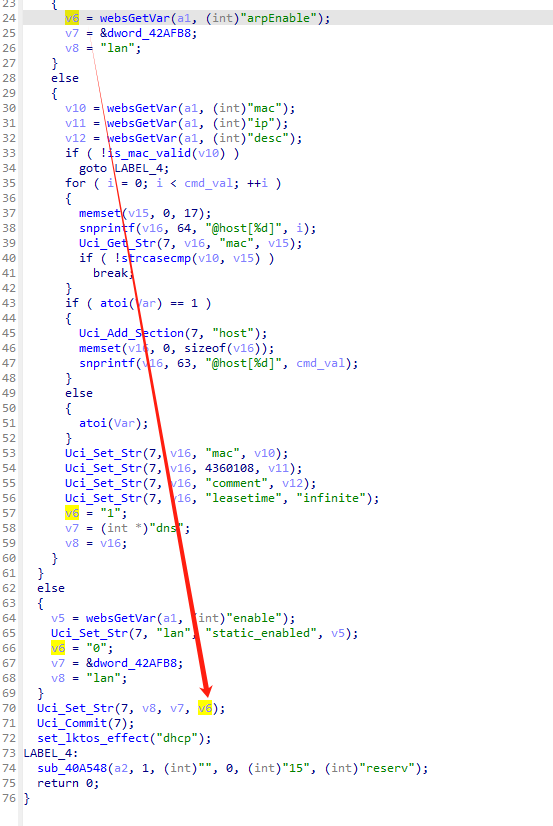 23 {
24 v6 = websGetVar(a1, (int)"arpEnable");
25 v7 = &dword_42AFB8;
26 v8 = "lan";
27 }
28 else
29 {
30 v10 = websGetVar(a1, (int)"mac");
31 v11 = websGetVar(a1, (int)"ip");
32 v12 = websGetVar(a1, (int)"desc");
33 if ( !is_mac_valid(v10) )
34 goto LABEL_4;
35 for ( i = 0; i < cmd_val; ++i )
36 {
37 memset(v15, 0, 17);
38 snprintf(v16, 64, "@host[%d]", i);
39 Uci_Get_Str(7, v16, "mac", v15);
40 if ( !strcasecmp(v10, v15) )
41 break;
42 }
43 if ( atoi(Var) == 1 )
44 {
45 Uci_Add_Section(7, "host");
46 memset(v16, 0, sizeof(v16));
47 snprintf(v16, 63, "@host[%d]", cmd_val);
48 }
49 else
50 {
51 atoi(Var);
52 }
53 Uci_Set_Str(7, v16, "mac", v10);
54 Uci_Set_Str(7, v16, 4360108, v11);
55 Uci_Set_Str(7, v16, "comment", v12);
56 Uci_Set_Str(7, v16, "leasetime", "infinite");
57 v6 = "1";
58 v7 = (int *)"dns";
59 v8 = v16;
60 }
61 }
62 else
63 {
64 v5 = websGetVar(a1, (int)"enable");
65 Uci_Set_Str(7, "lan", "static_enabled", v5);
66 v6 = "0";
67 v7 = &dword_42AFB8;
68 v8 = "lan";
69 }
70 Uci_Set_Str(7, v8, v7, v6);
71 Uci_Commit(7);
72 set_lktos_effect("dhcp");
73 LABEL_4:
74 sub_40A548(a2, 1, (int)"", 0, (int)"15", (int)"reserv");
75 return 0;
76 }